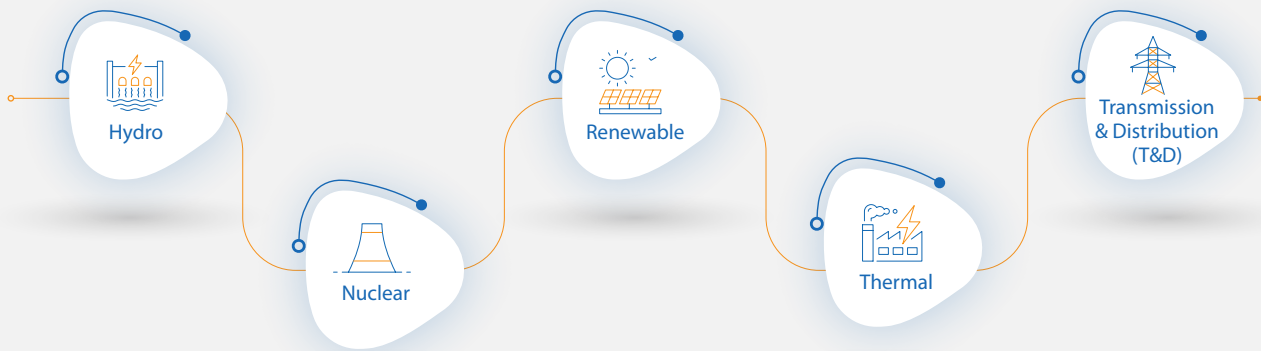 Hydro
Nuclear
Renewable
Thermal
Transmission
& Distribution
(T&D)